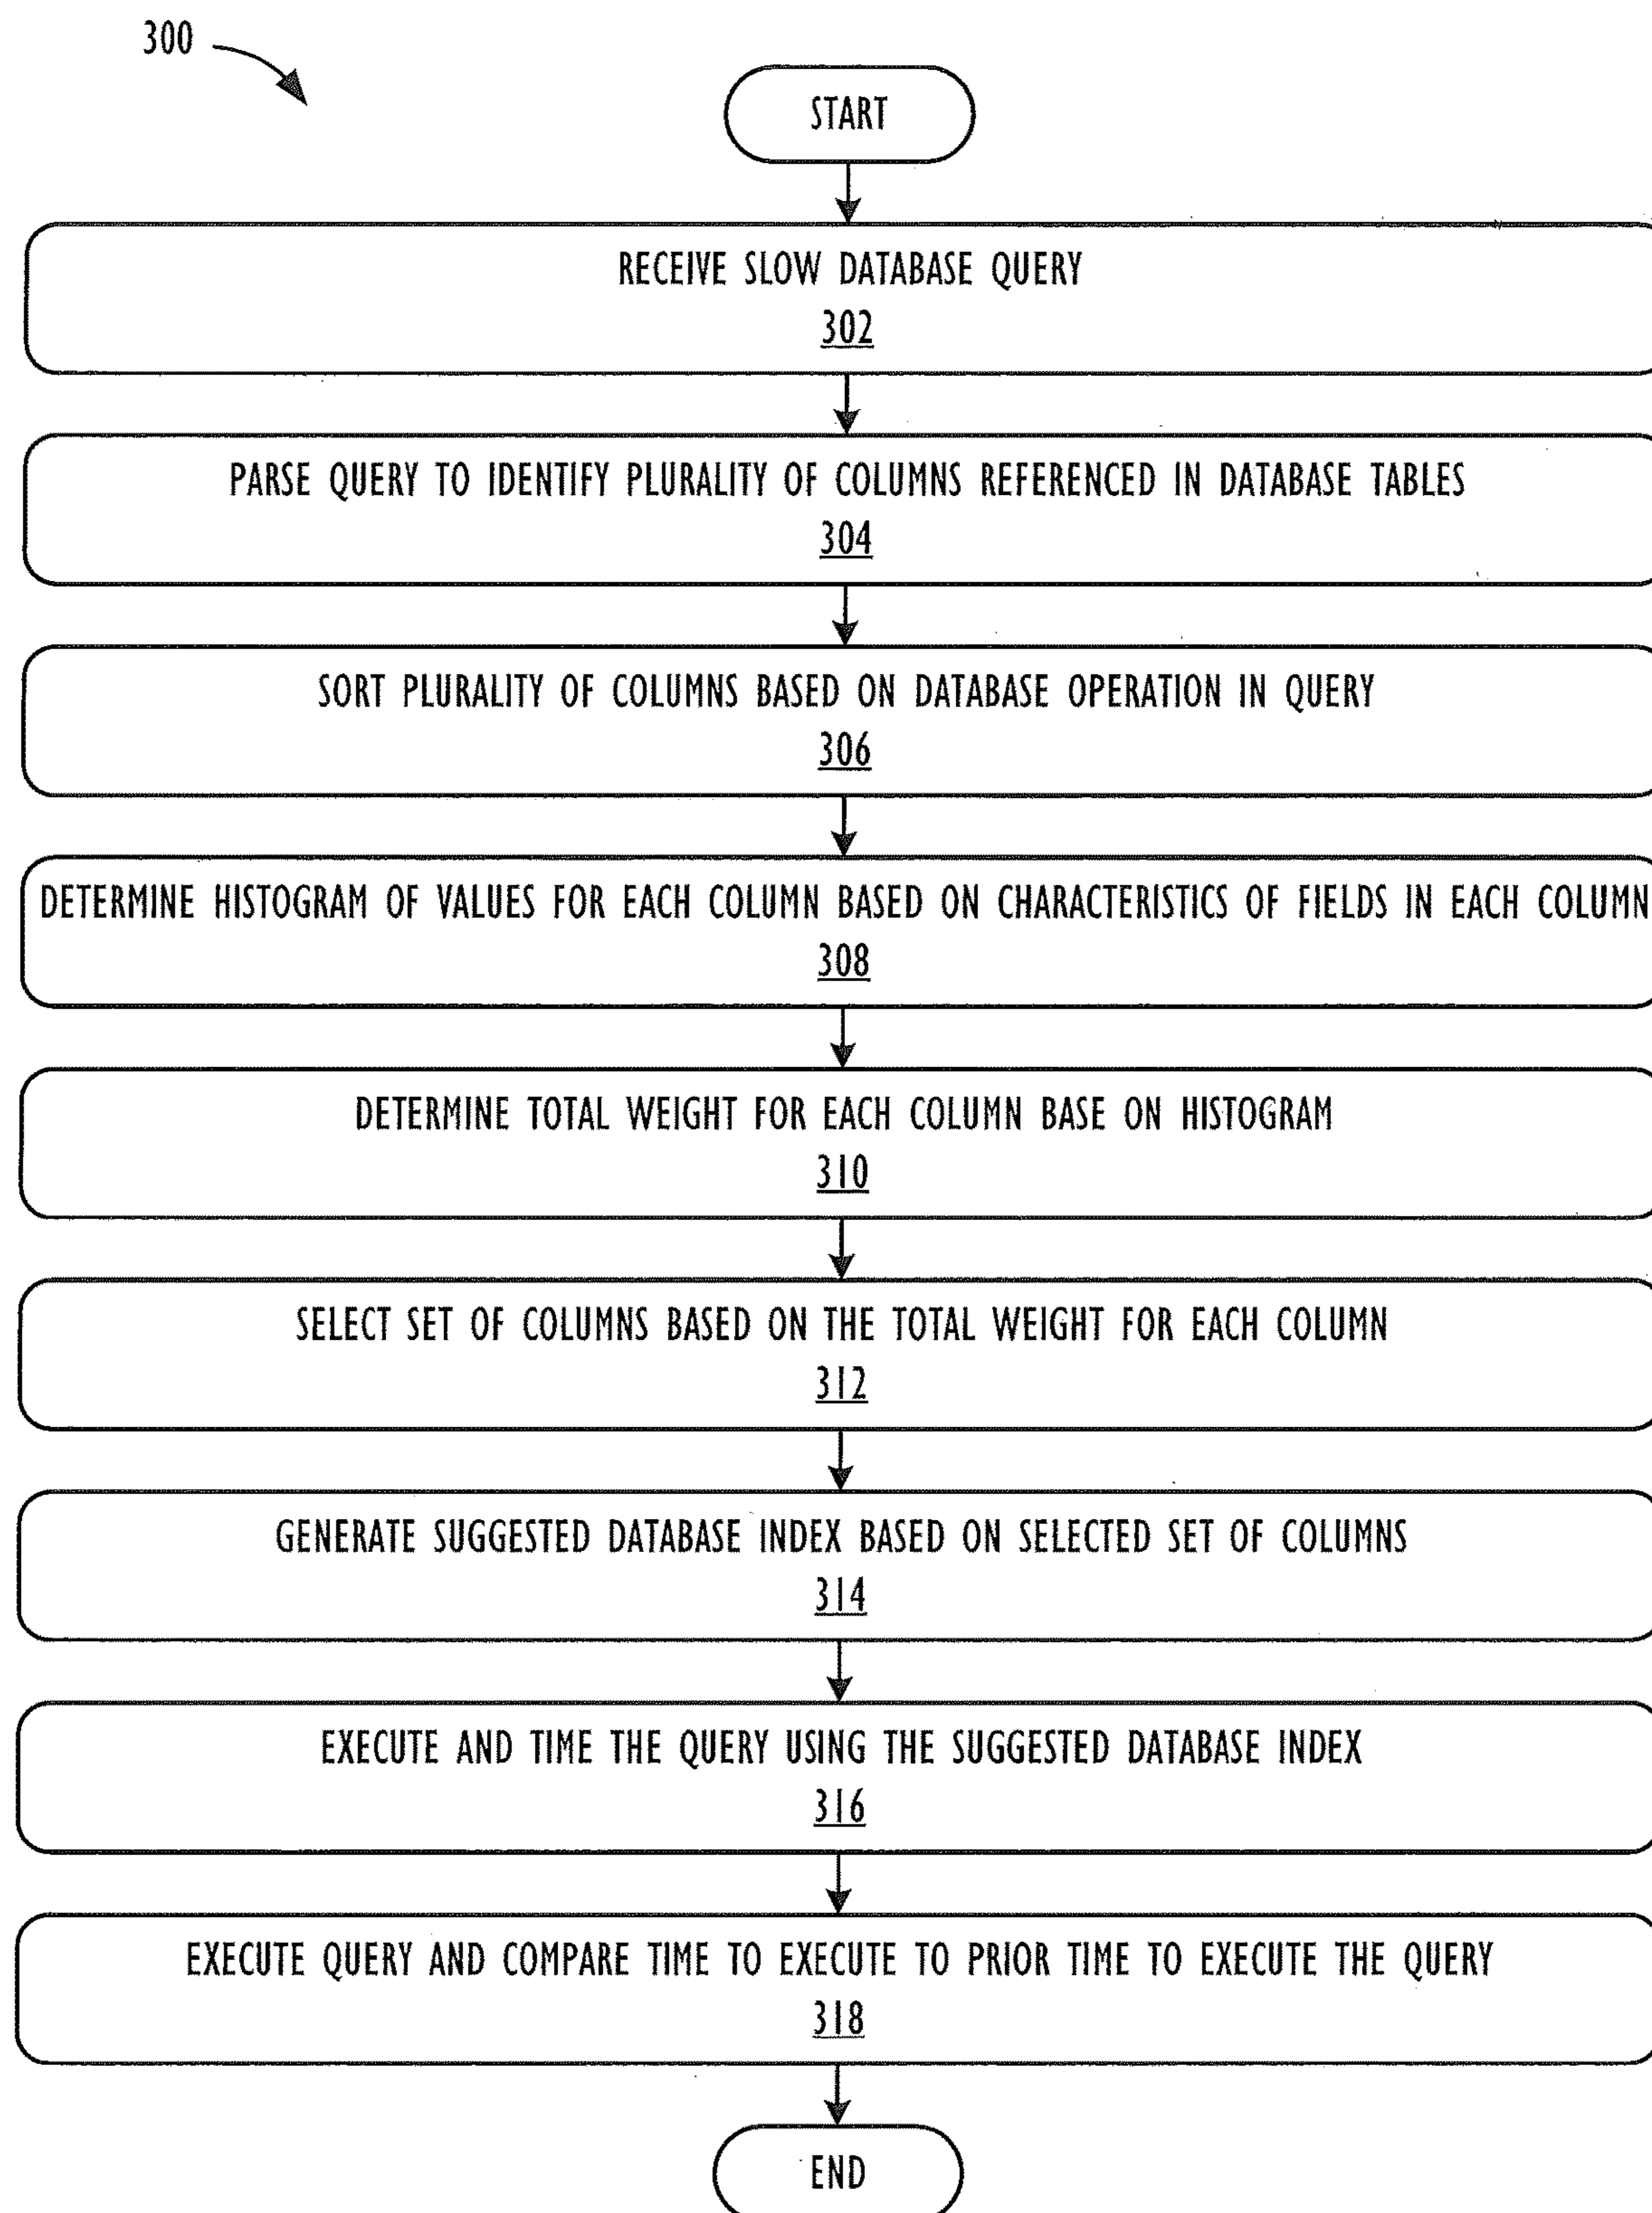 300
START
RECEIVE SLOW DATABASE QUERY
302
PARSE QUERY TO IDENTIFY PLURALITY OF COLUMNS REFERENCED IN DATABASE TABLES
304
SORT PLURALITY OF COLUMNS BASED ON DATABASE OPERATION IN QUERY
306
DETERMINE HISTOGRAM OF VALUES FOR EACH COLUMN BASED ON CHARACTERISTICS OF FIELDS IN EACH COLUMN
308
DETERMINE TOTAL WEIGHT FOR EACH COLUMN BASE ON HISTOGRAM
310
SELECT SET OF COLUMNS BASED ON THE TOTAL WEIGHT FOR EACH COLUMN
312
GENERATE SUGGESTED DATABASE INDEX BASED ON SELECTED SET OF COLUMNS
314
EXECUTE AND TIME THE QUERY USING THE SUGGESTED DATABASE INDEX
316
EXECUTE QUERY AND COMPARE TIME TO EXECUTE TO PRIOR TIME TO EXECUTE THE QUERY
318
END